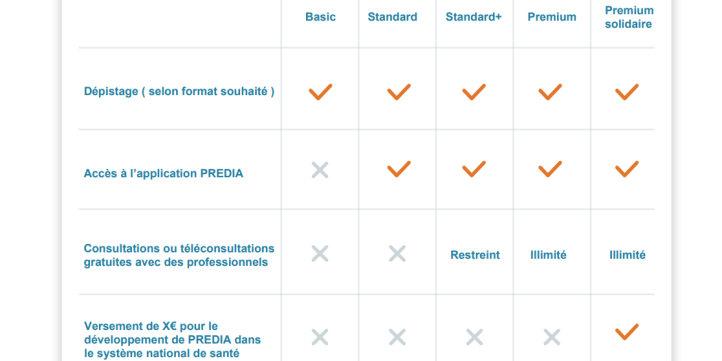 Basic Standard Standard+ Premium Premium
solidaire
Dépistage ( selon format souhaité )
Accès à l'application PREDIA
Consultations ou téléconsultations
gratuites avec des professionnels
Restreint Illimité Illimité
Versement de X€ pour le
développement de PREDIA dans
le système national de santé